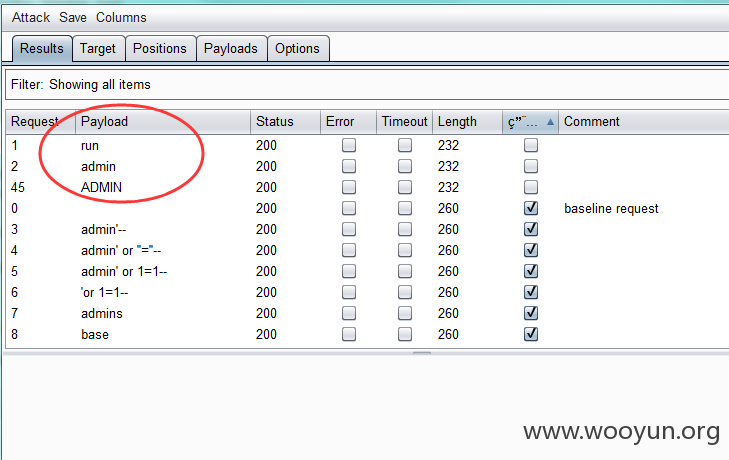 Attack Save Columns
Results Target Positions Payloads Options
Filter: Showing all items
Request Payload Status Error Timeout Length ç”¨... Comment
1 run 200 232
2 admin 200 232
45 ADMIN 200 232
0 200 260 baseline request
3 admin'-- 200 260
4 admin' or "="-- 200 260
5 admin' or 1=1-- 200 260
6 'or 1=1-- 200 260
7 admins 200 260
8 base 200 260
www.wooyun.org